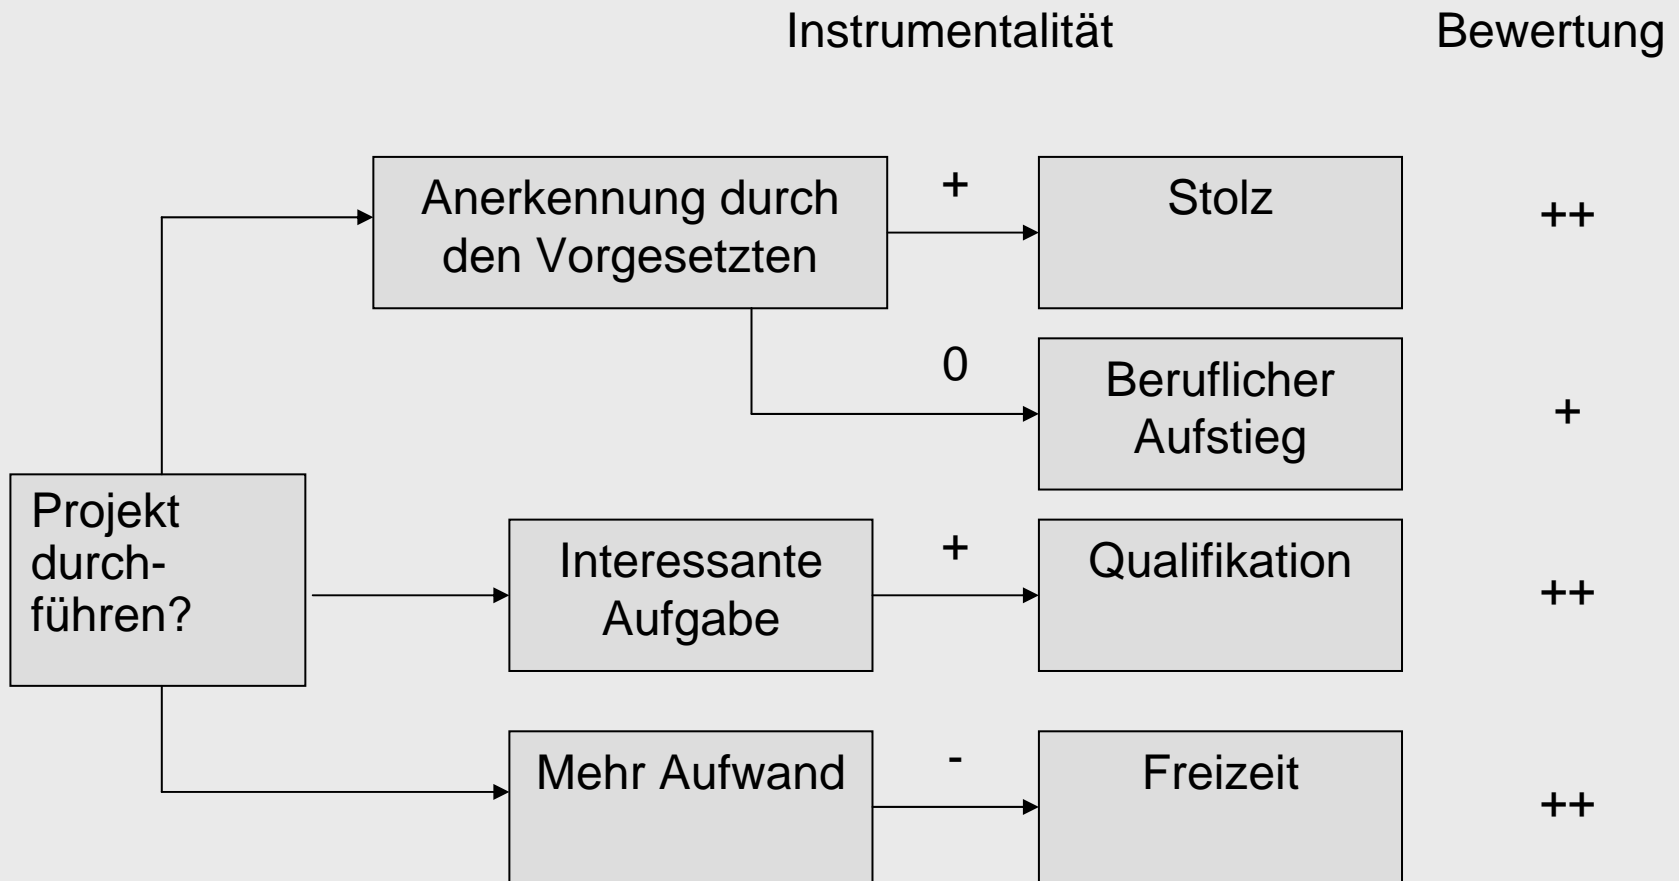 Instrumentalität
Bewertung
Anerkennung durch
den Vorgesetzten
+
Stolz
++
0
Beruflicher
Aufstieg
+
Projekt
durch-
führen?
Interessante
Aufgabe
+
Qualifikation
++
Mehr Aufwand
-
Freizeit
++